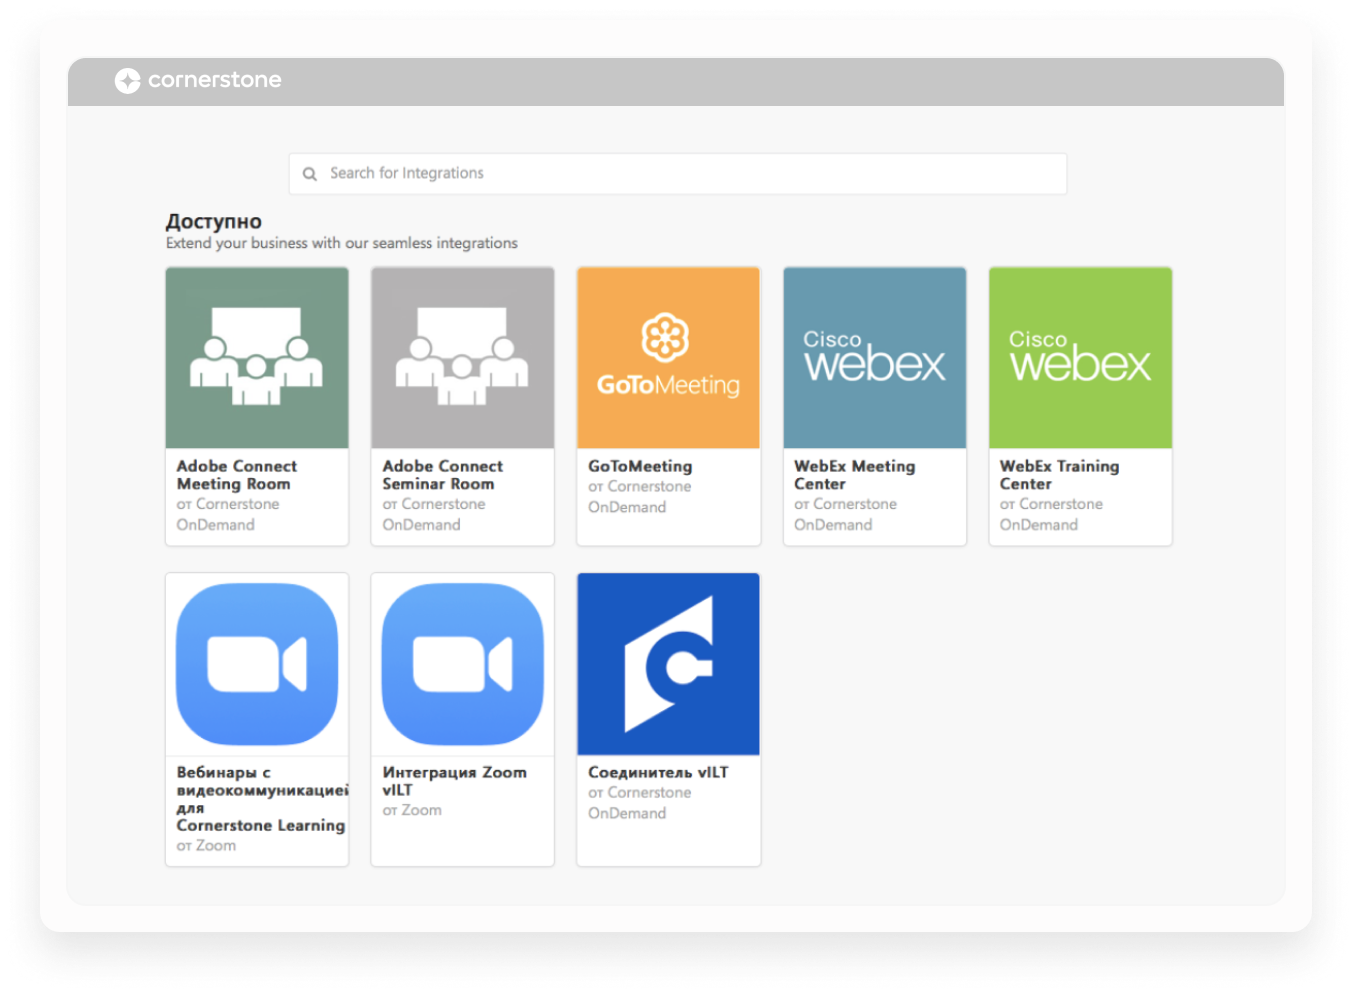 cornerstone
Search for Integrations
Доступно
Extend your business with our seamless integrations
GoToMeeting
Cisco
webex
Cisco
webex
Adobe Connect
Meeting Room
от Cornerstone
OnDemand
Adobe Connect
Seminar Room
от Cornerstone
OnDemand
GoToMeeting
от Cornerstone
OnDemand
WebEx Meeting
Center
от Cornerstone
OnDemand
WebEx Training
Center
от Cornerstone
OnDemand
Вебинары с
видеокоммуникацией
для
Cornerstone Learning
от Zoom
Интеграция Zoom
vILT
от Zoom
Соединитель vILT
от Cornerstone
OnDemand